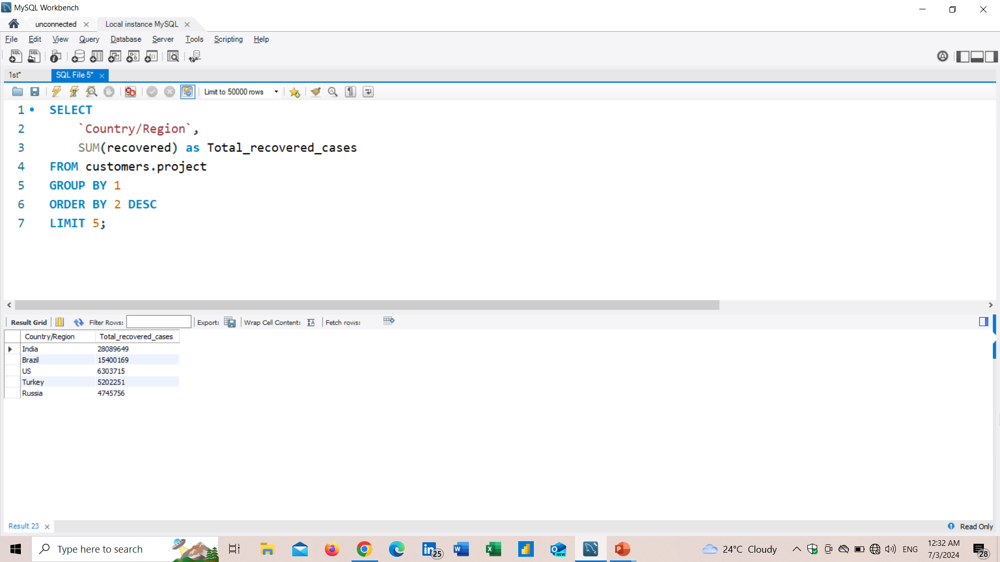 MySQL Workbench
unconnected
Local instance MySQL
File Edit View Query Database Server Tools Scripting Help
1st*
SQL File 5*
Limit to 50000 rows
1 SELECT
2 `Country/Region`,
3 SUM(recovered) as Total_recovered_cases
4 FROM customers.project
5 GROUP BY 1
6 ORDER BY 2 DESC
7 LIMIT 5;
Result Grid Filter Rows: Export: Wrap Cell Content: Fetch rows:
Country/Region Total_recovered_cases
India 28089649
Brazil 15400169
US 6303715
Turkey 5202251
Russia 4745756
Result 23
Read Only
Type here to search
25
NEW
24°C Cloudy
ENG
12:32 AM
7/3/2024
28